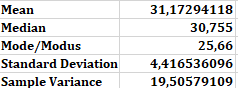 Mean 31,17294118
Median 30,755
Mode/Modus 25,66
Standard Deviation 4,416536096
Sample Variance 19,50579109